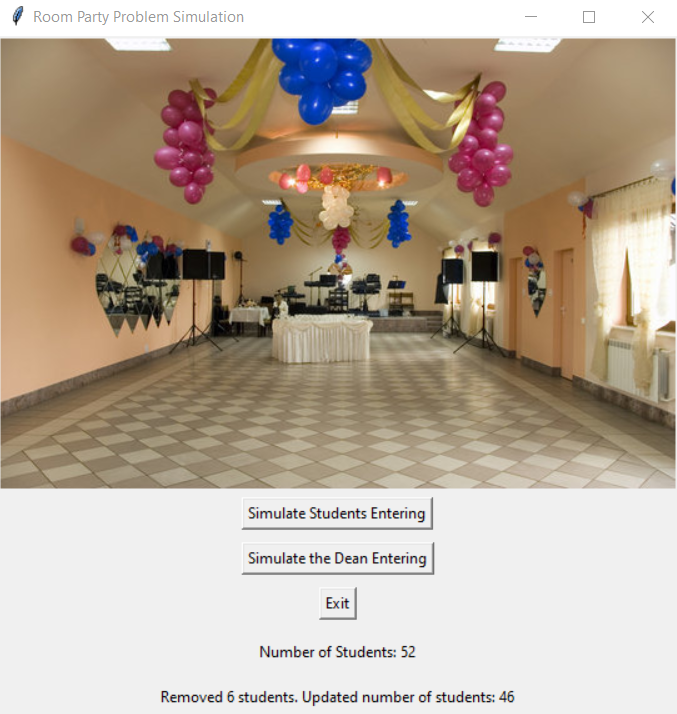 Room Party Problem Simulation
Simulate Students Entering
Simulate the Dean Entering
Exit
Number of Students: 52
Removed 6 students. Updated number of students: 46